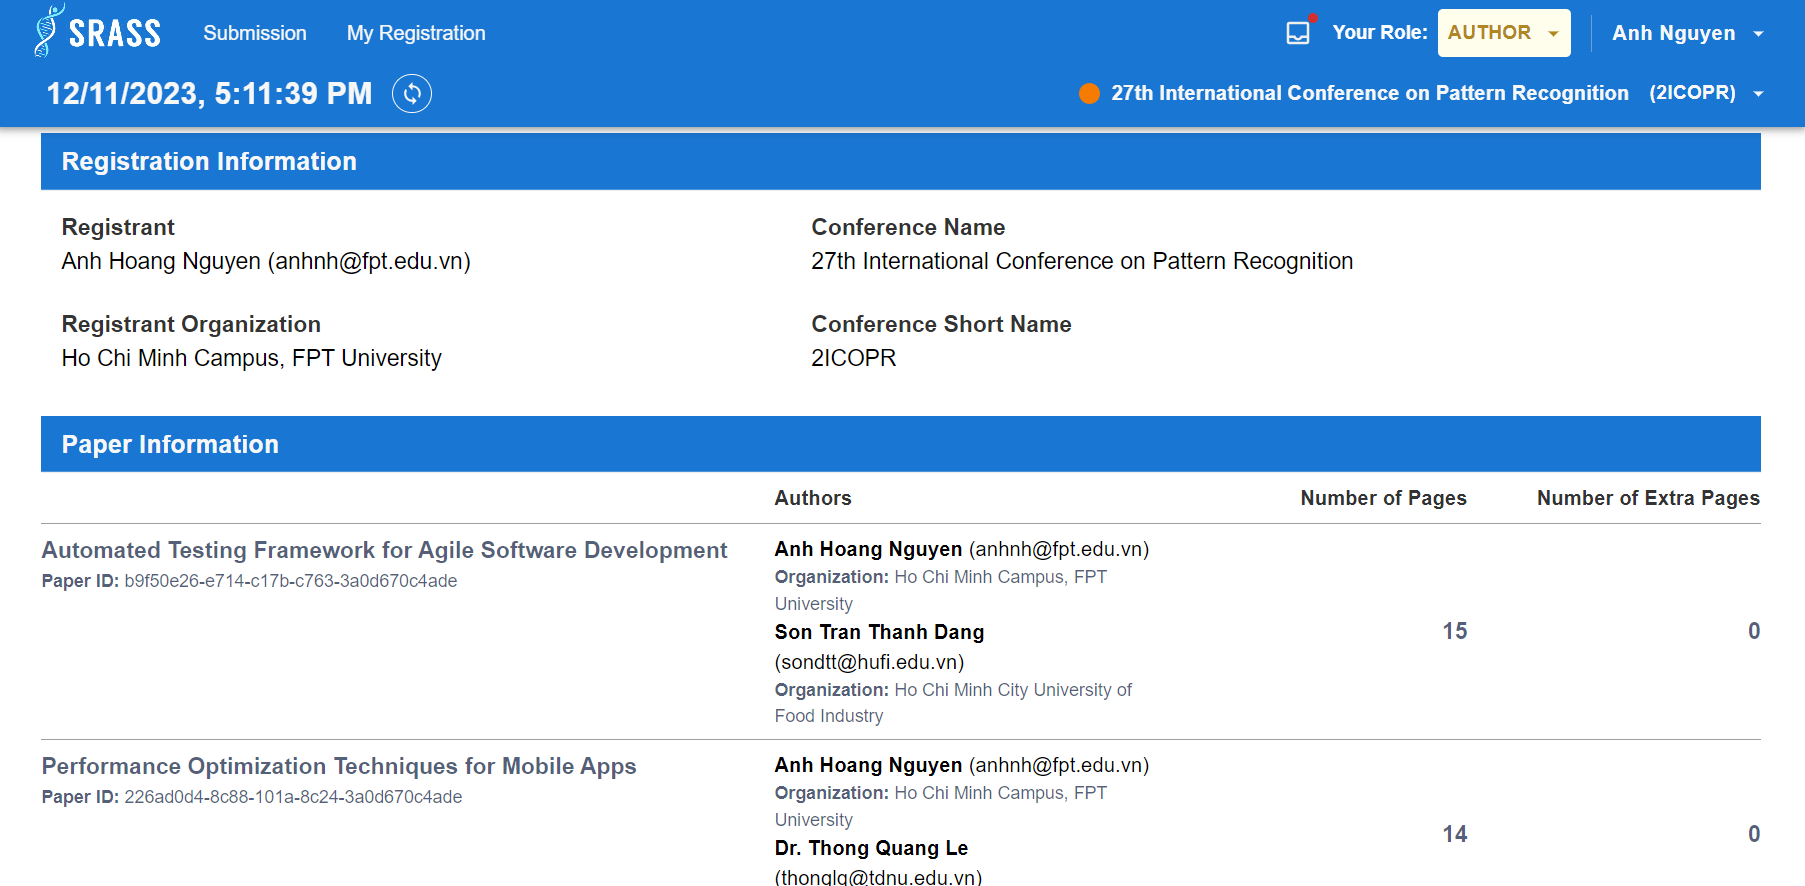 SRASS
Submission
My Registration
Your Role:
AUTHOR
Anh Nguyen
12/11/2023, 5:11:39 PM
27th International Conference on Pattern Recognition (2ICOPR)
Registration Information
Registrant
Anh Hoang Nguyen (anhnh@fpt.edu.vn)
Conference Name
27th International Conference on Pattern Recognition
Registrant Organization
Ho Chi Minh Campus, FPT University
Conference Short Name
2ICOPR
Paper Information
Authors
Number of Pages
Number of Extra Pages
Automated Testing Framework for Agile Software Development
Paper ID: b9f50e26-e714-c17b-c763-3a0d670c4ade
Anh Hoang Nguyen (anhnh@fpt.edu.vn)
Organization: Ho Chi Minh Campus, FPT
University
Son Tran Thanh Dang
(sondtt@hufi.edu.vn)
Organization: Ho Chi Minh City University of
Food Industry
15
0
Performance Optimization Techniques for Mobile Apps
Paper ID: 226ad0d4-8c88-101a-8c24-3a0d670c4ade
Anh Hoang Nguyen (anhnh@fpt.edu.vn)
Organization: Ho Chi Minh Campus, FPT
University
Dr. Thong Quang Le
(thonglq@tdnu.edu.vn)
14
0